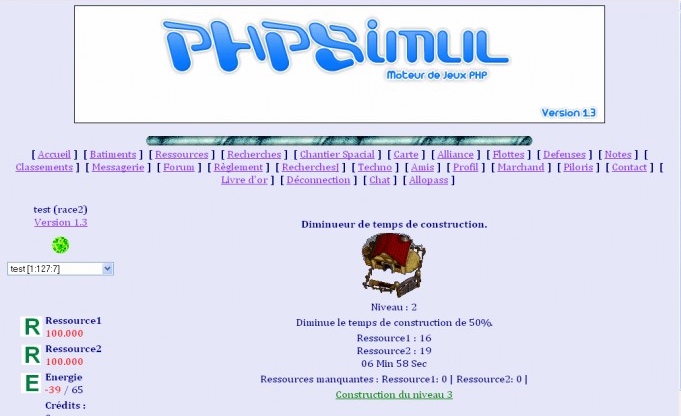 PHPSimul
Moteur de Jeux PHP
Version 1.3
[ Accueil ] [ Batiments ] [ Ressources ] [ Recherches ] [ Chantier Spacial ] [ Carte ] [ Alliance ] [ Flottes ] [ Defenses ] [ Notes ] [
Classements ] [ Messagerie ] [ Forum ] [ Règlement ] [ Recherches1 ] [ Techno ] [ Amis ] [ Profil ] [ Marchand ] [ Piloris ] [ Contact ] [
Livre d'or ] [ Déconnection ] [ Chat ] [ Allopass ]
test (race2)
Version 1.3
test [1:127:7]
R Ressource1
100.000
R Ressource2
100.000
E Energie
-39 / 65
Crédits :
Diminueur de temps de construction.
Niveau : 2
Diminue le temps de construction de 50%.
Ressource1 : 16
Ressource2 : 19
06 Min 58 Sec
Ressources manquantes : Ressource1: 0 | Ressource2: 0 |
Construction du niveau 3